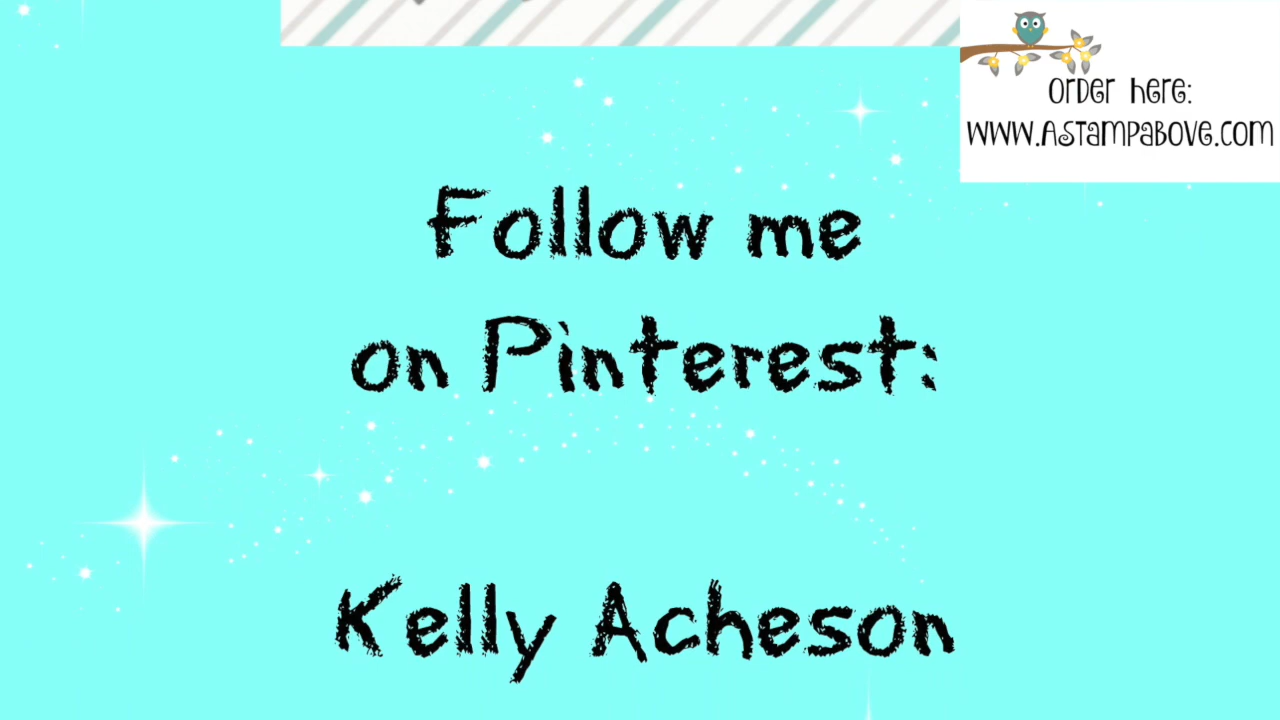 Order here:
www.AStampAbove.com
Follow me
on Pinterest:
Kelly Acheson